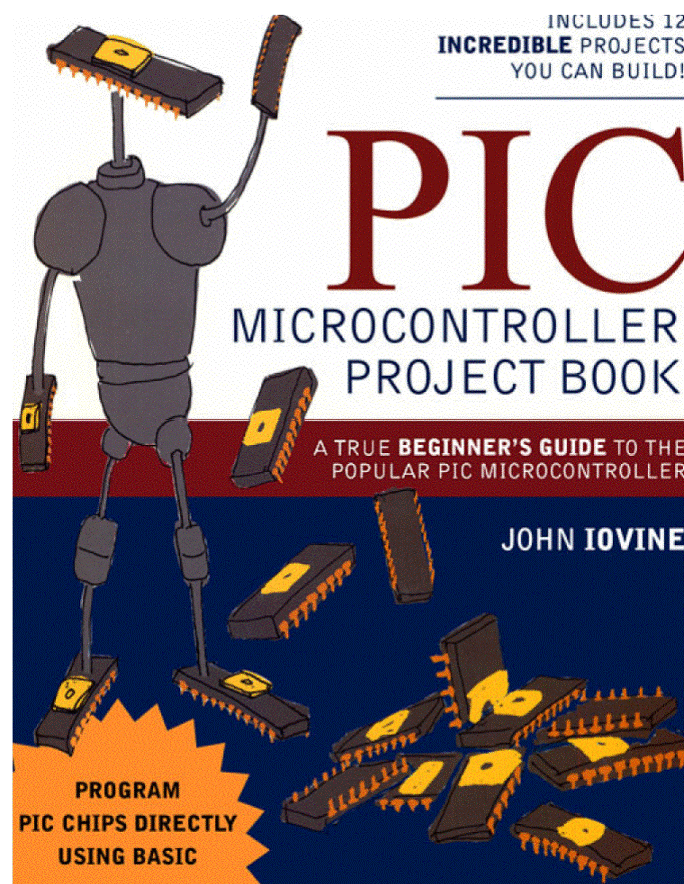 INCLUDES 12
INCREDIBLE PROJECTS
YOU CAN BUILD!
PIC
MICROCONTROLLER
PROJECT BOOK
A TRUE BEGINNER'S GUIDE TO THE
POPULAR PIC MICROCONTROLLER
JOHN IOVINE
PROGRAM
PIC CHIPS DIRECTLY
USING BASIC